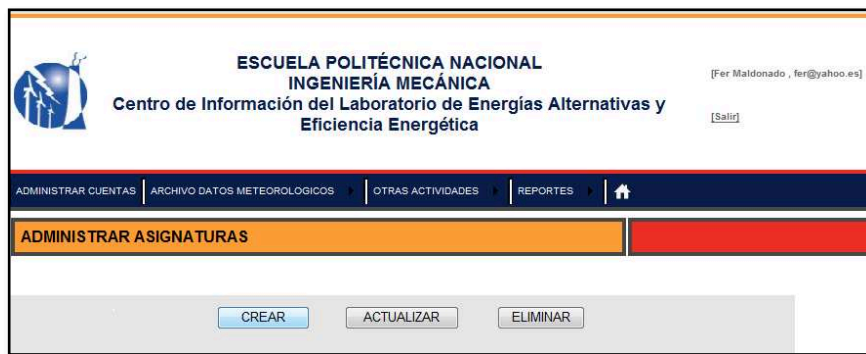 ESCUELA POLITÉCNICA NACIONAL
INGENIERÍA MECÁNICA
Centro de Información del Laboratorio de Energías Alternativas y
Eficiencia Energética
[Fer Maldonado , fer@yahoo.es]
[Salir]
ADMINISTRAR CUENTAS ARCHIVO DATOS METEOROLOGICOS OTRAS ACTIVIDADES REPORTES
ADMINISTRAR ASIGNATURAS
CREAR ACTUALIZAR ELIMINAR